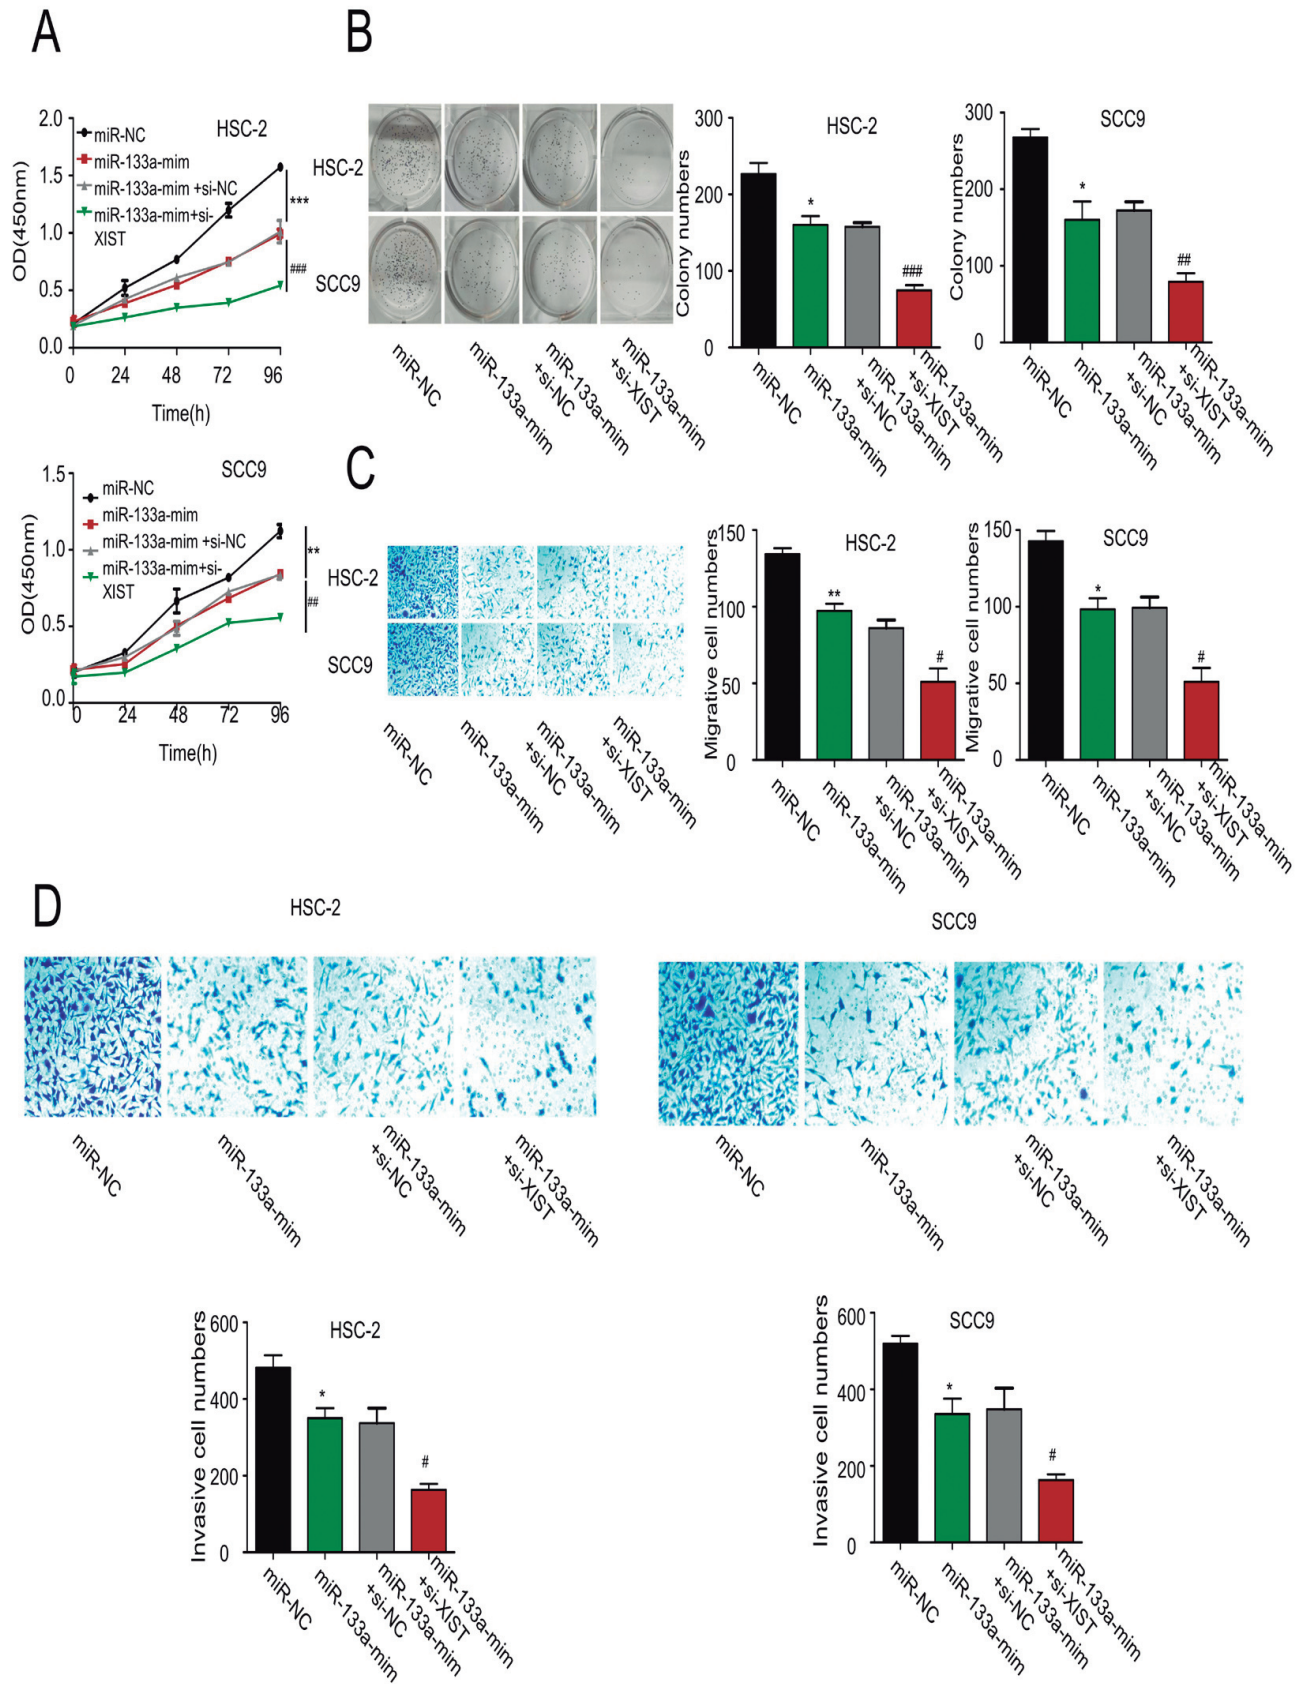 A
HSC-2
OD(450nm)
2.0
1.5
1.0
0.5
0.0
miR-NC
miR-133a-mim
miR-133a-mim +si-NC
miR-133a-mim+si-
XIST
***
###
0 24 48 72 96
Time(h)
SCC9
OD(450nm)
1.5
1.0
0.5
0.0
miR-NC
miR-133a-mim
miR-133a-mim +si-NC
miR-133a-mim+si-
XIST
**
##
0 24 48 72 96
Time(h)
B
HSC-2
SCC9
miR-NC
miR-133a-mim
miR-133a-mim
+si-NC
miR-133a-mim
+si-XIST
HSC-2
Colony numbers
300
200
100
0
*
###
miR-NC
miR-133a-mim
miR-133a-mim
+si-NC
miR-133a-mim
+si-XIST
SCC9
Colony numbers
300
200
100
0
*
##
miR-NC
miR-133a-mim
miR-133a-mim
+si-NC
miR-133a-mim
+si-XIST
C
HSC-2
SCC9
miR-NC
miR-133a-mim
miR-133a-mim
+si-NC
miR-133a-mim
+si-XIST
HSC-2
Migrative cell numbers
150
100
50
0
**
#
miR-NC
miR-133a-mim
miR-133a-mim
+si-NC
miR-133a-mim
+si-XIST
SCC9
Migrative cell numbers
150
100
50
0
*
#
miR-NC
miR-133a-mim
miR-133a-mim
+si-NC
miR-133a-mim
+si-XIST
D
HSC-2
miR-NC
miR-133a-mim
miR-133a-mim
+si-NC
miR-133a-mim
+si-XIST
SCC9
miR-NC
miR-133a-mim
miR-133a-mim
+si-NC
miR-133a-mim
+si-XIST
HSC-2
Invasive cell numbers
600
400
200
0
*
#
miR-NC
miR-133a-mim
miR-133a-mim
+si-NC
miR-133a-mim
+si-XIST
SCC9
Invasive cell numbers
600
400
200
0
*
#
miR-NC
miR-133a-mim
miR-133a-mim
+si-NC
miR-133a-mim
+si-XIST